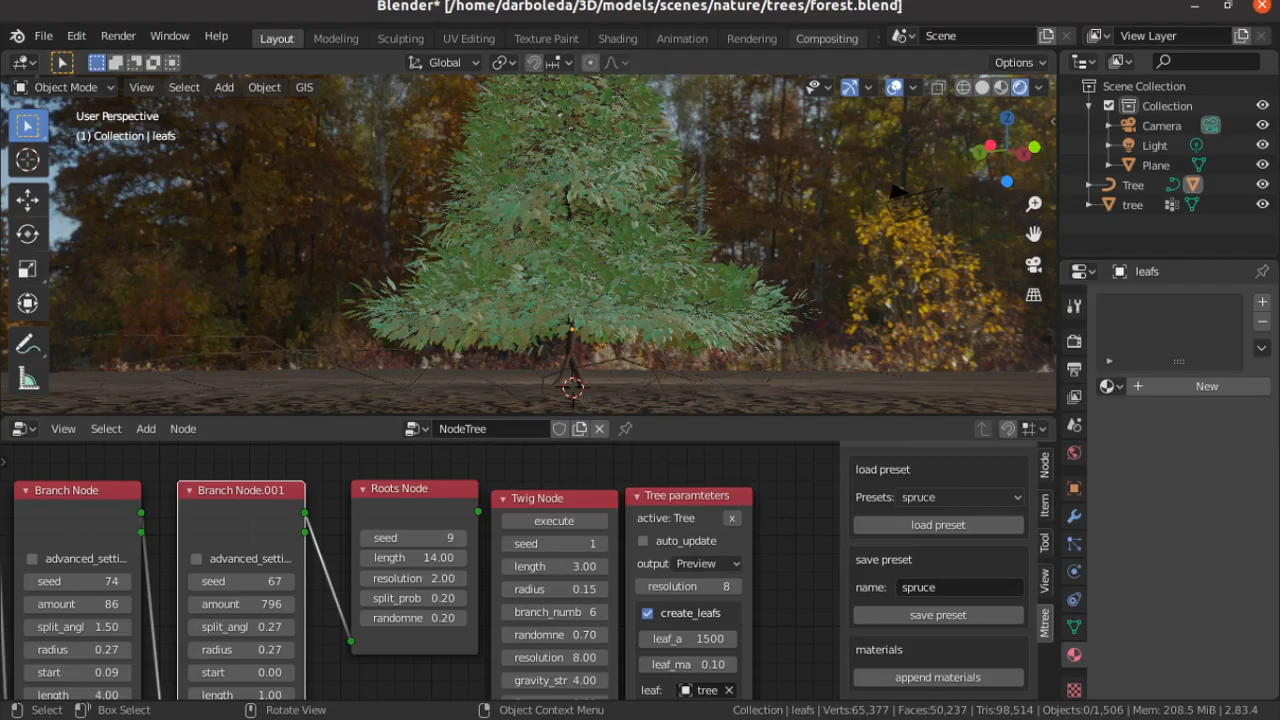 Blender* [/home/darboleda/3D/models/scenes/nature/trees/forest.blend]
File Edit Render Window Help Layout Modeling Sculpting UV Editing Texture Paint Shading Animation Rendering Compositing Scene View Layer
Global Options
Object Mode View Select Add Object GIS
User Perspective
(1) Collection | leafs
Z
Y
X
Scene Collection
Collection
Camera
Light
Plane
Tree
tree
leafs
New
View Select Add Node NodeTree
Branch Node
advanced_setti...
seed 74
amount 86
split_angl 1.50
radius 0.27
start 0.09
length 4.00
Branch Node.001
advanced_setti...
seed 67
amount 796
split_angl 0.27
radius 0.27
start 0.00
length 1.00
Roots Node
seed 9
length 14.00
resolution 2.00
split_prob 0.20
randomne 0.20
Twig Node
execute
seed 1
length 3.00
radius 0.15
branch_numb 6
randomne 0.70
resolution 8.00
gravity_str 4.00
Tree paramteters
active: Tree x
auto_update
output Preview
resolution 8
create_leafs
leaf_a 1500
leaf_ma 0.10
leaf: tree
load preset
Presets: spruce
load preset
save preset
name: spruce
save preset
materials
append materials
Node
Item
Tool
View
Mtree
Select Box Select Rotate View Object Context Menu Collection | leafs | Verts:65,377 | Faces:50,237 | Tris:98,514 | Objects:0/1,506 | Mem: 208.5 MiB | 2.83.4